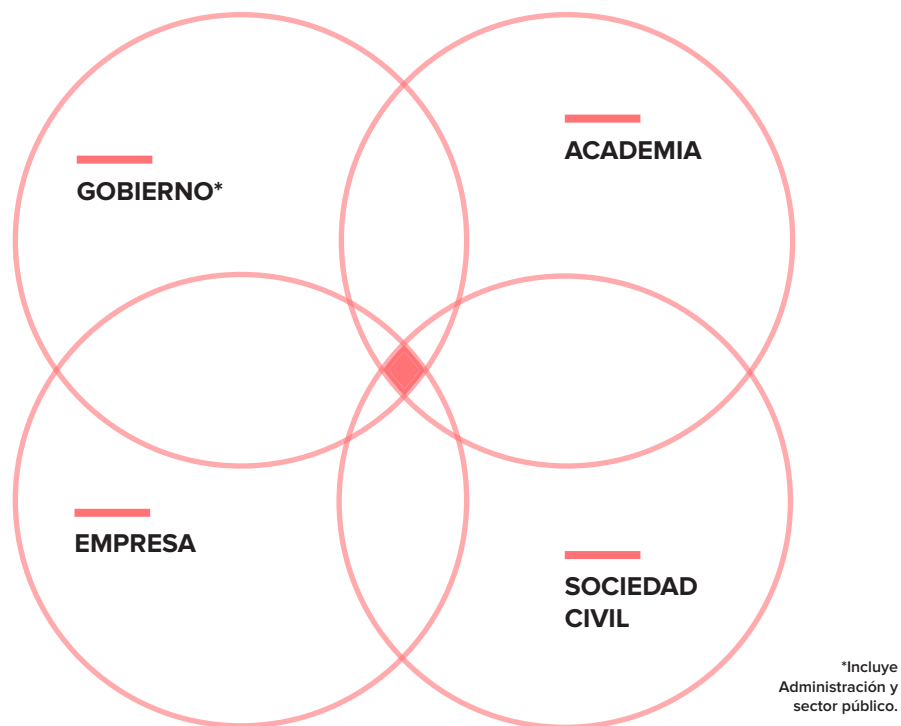 GOBIERNO*
ACADEMIA
EMPRESA
SOCIEDAD
CIVIL
*Incluye
Administración y
sector público.